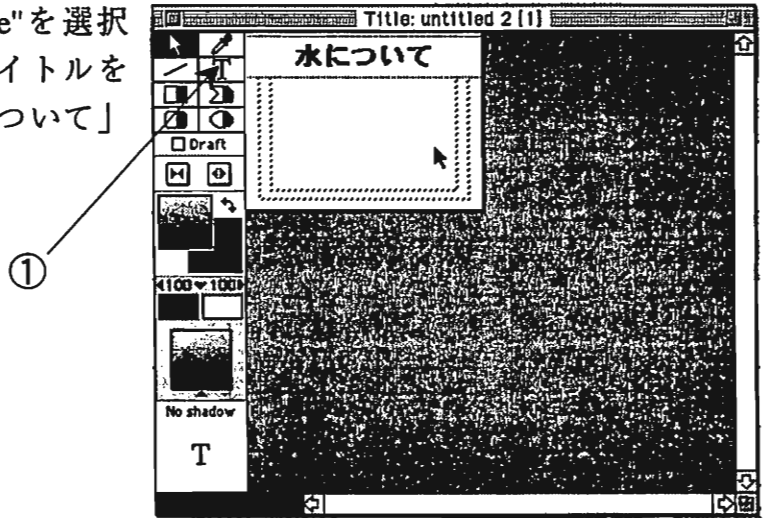 e"を選択
イトルを
ついて」
①
Title: untitled 2 [1]
水について
T
Draft
100 100
No shadow
T